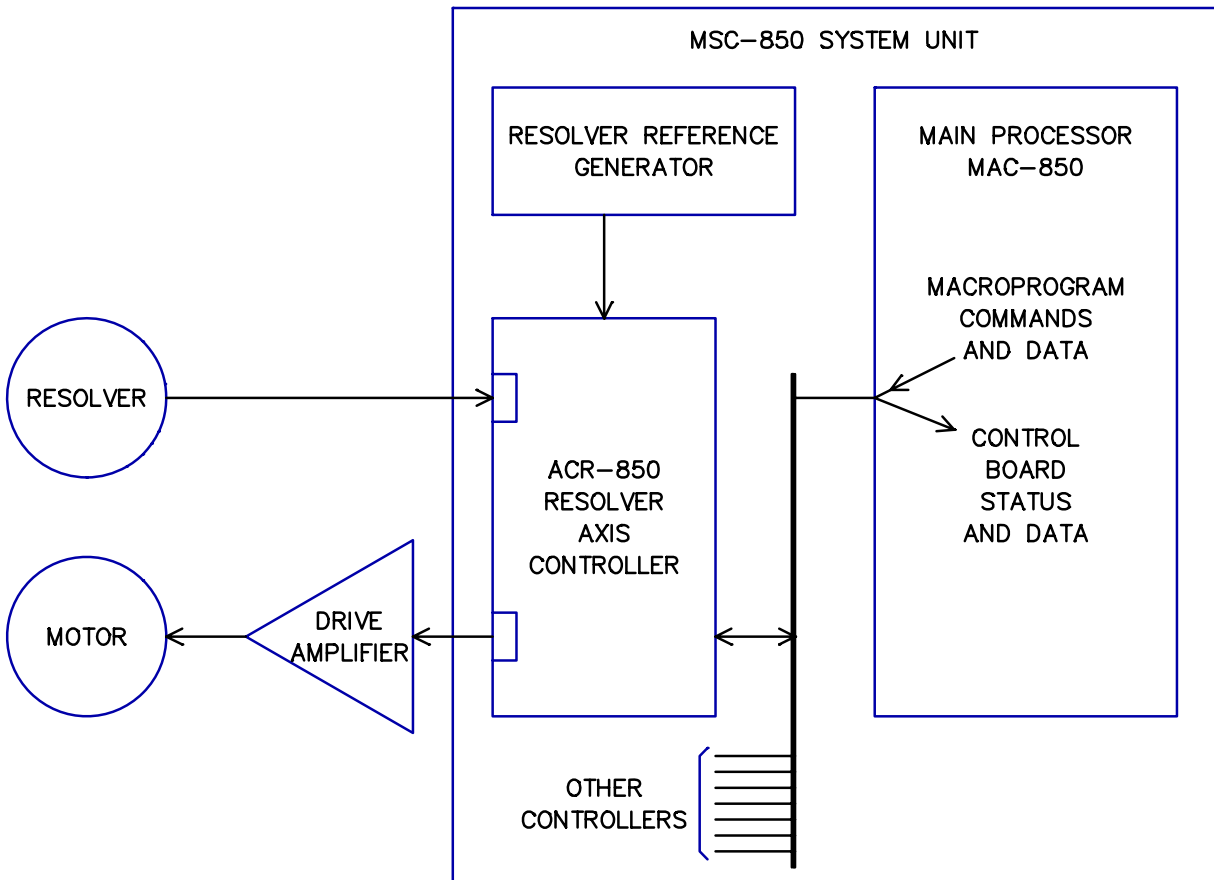 MSC-850 SYSTEM UNIT
RESOLVER REFERENCE
GENERATOR
MAIN PROCESSOR
MAC-850
MACROPROGRAM
COMMANDS
AND DATA
CONTROL
BOARD
STATUS
AND DATA
RESOLVER
ACR-850
RESOLVER
AXIS
CONTROLLER
MOTOR
DRIVE
AMPLIFIER
OTHER
CONTROLLERS